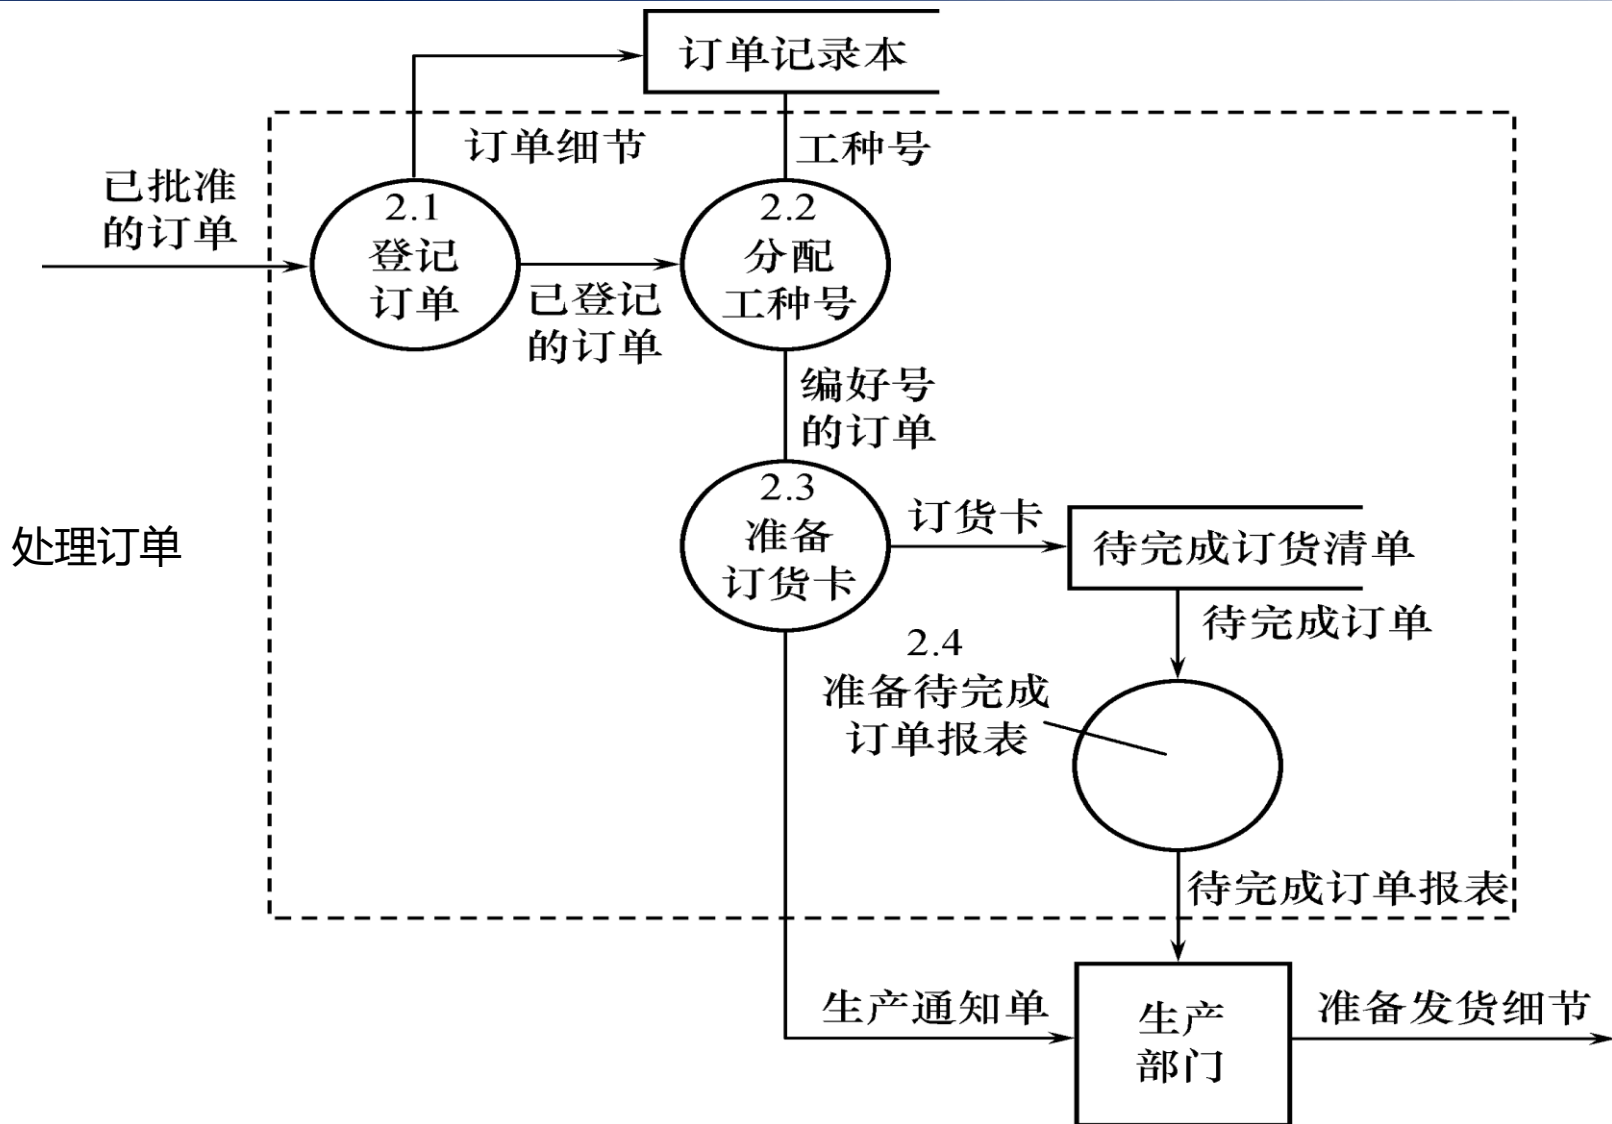 订单记录本
订单细节
工种号
已批准
的订单
2.1
登记
订单
已登记
的订单
2.2
分配
工种号
编好号
的订单
处理订单
2.3
准备
订货卡
订货卡
待完成订货清单
待完成订单
2.4
准备待完成
订单报表
待完成订单报表
生产通知单
生产
部门
准备发货细节